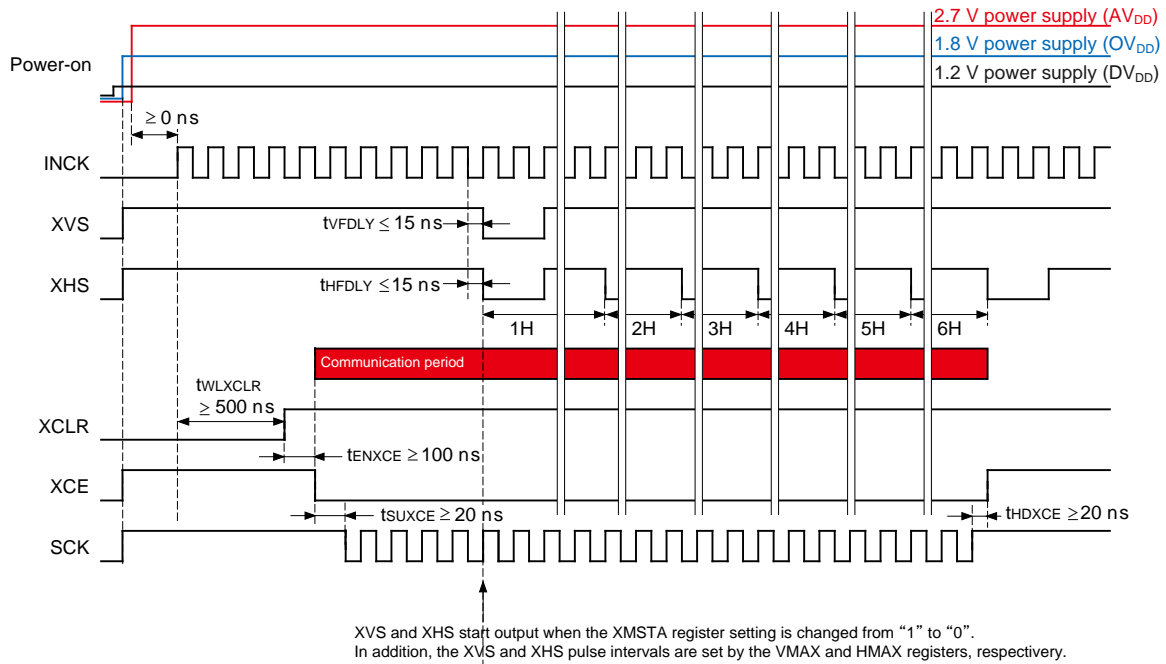 2.7 V power supply (AVDD)
1.8 V power supply (OVDD)
Power-on
1.2 V power supply (DVDD)
≥ 0 ns
INCK
XVS
tVFDLY ≤ 15 ns
XHS
tHFDLY ≤ 15 ns
1H 2H 3H 4H 5H 6H
Communication period
tWLXCLR
≥ 500 ns
XCLR
tENXCE ≥ 100 ns
XCE
tSUXCE ≥ 20 ns
tHDXCE ≥ 20 ns
SCK
XVS and XHS start output when the XMSTA register setting is changed from “1” to “0”.
In addition, the XVS and XHS pulse intervals are set by the VMAX and HMAX registers, respectivery.